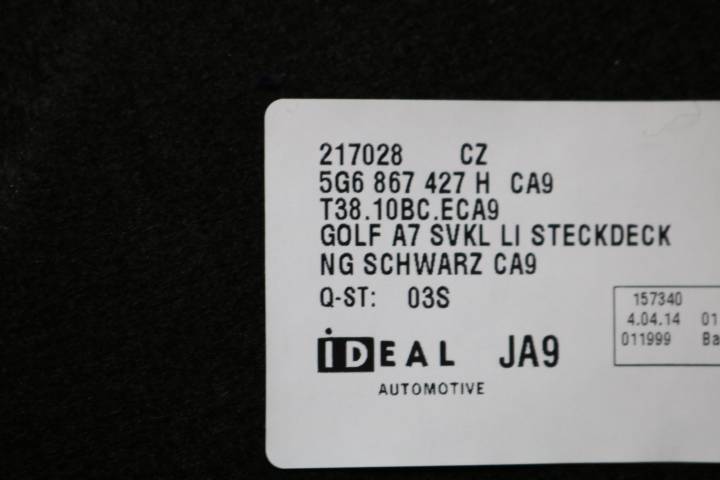 217028 CZ
5G6 867 427 H CA9
T38.10BC.ECA9
GOLF A7 SVKL LI STECKDECK
NG SCHWARZ CA9
Q-ST: 03S
157340
4.04.14 01
011999 Ba
IDEAL JA9
AUTOMOTIVE